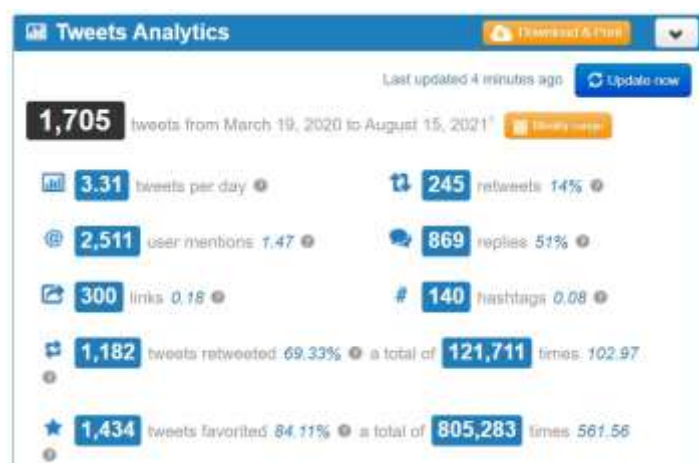 Tweets Analytics
Download & Print
Last updated 4 minutes ago
Update now
1,705 tweets from March 19, 2020 to August 15, 2021
Modify range
3.31 tweets per day
245 retweets 14%
2,511 user mentions 1.47
869 replies 51%
300 links 0.18
# 140 hashtags 0.08
1,182 tweets retweeted 69.33% a total of 121,711 times 102.97
1,434 tweets favorited 84.11% a total of 805,283 times 561.56